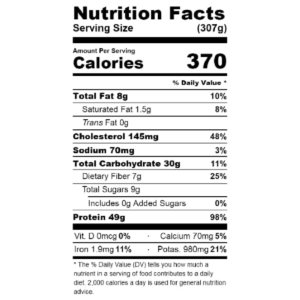 Nutrition Facts
Serving Size (307g)
Amount Per Serving
Calories 370
% Daily Value *
Total Fat 8g 10%
Saturated Fat 1.5g 8%
Trans Fat 0g
Cholesterol 145mg 48%
Sodium 70mg 3%
Total Carbohydrate 30g 11%
Dietary Fiber 7g 25%
Total Sugars 9g
Includes 0g Added Sugars 0%
Protein 49g 98%
Vit. D 0mcg 0% · Calcium 70mg 5%
Iron 1.9mg 11% · Potas. 980mg 21%
* The % Daily Value (DV) tells you how much a
nutrient in a serving of food contributes to a daily
diet. 2,000 calories a day is used for general nutrition
advise.